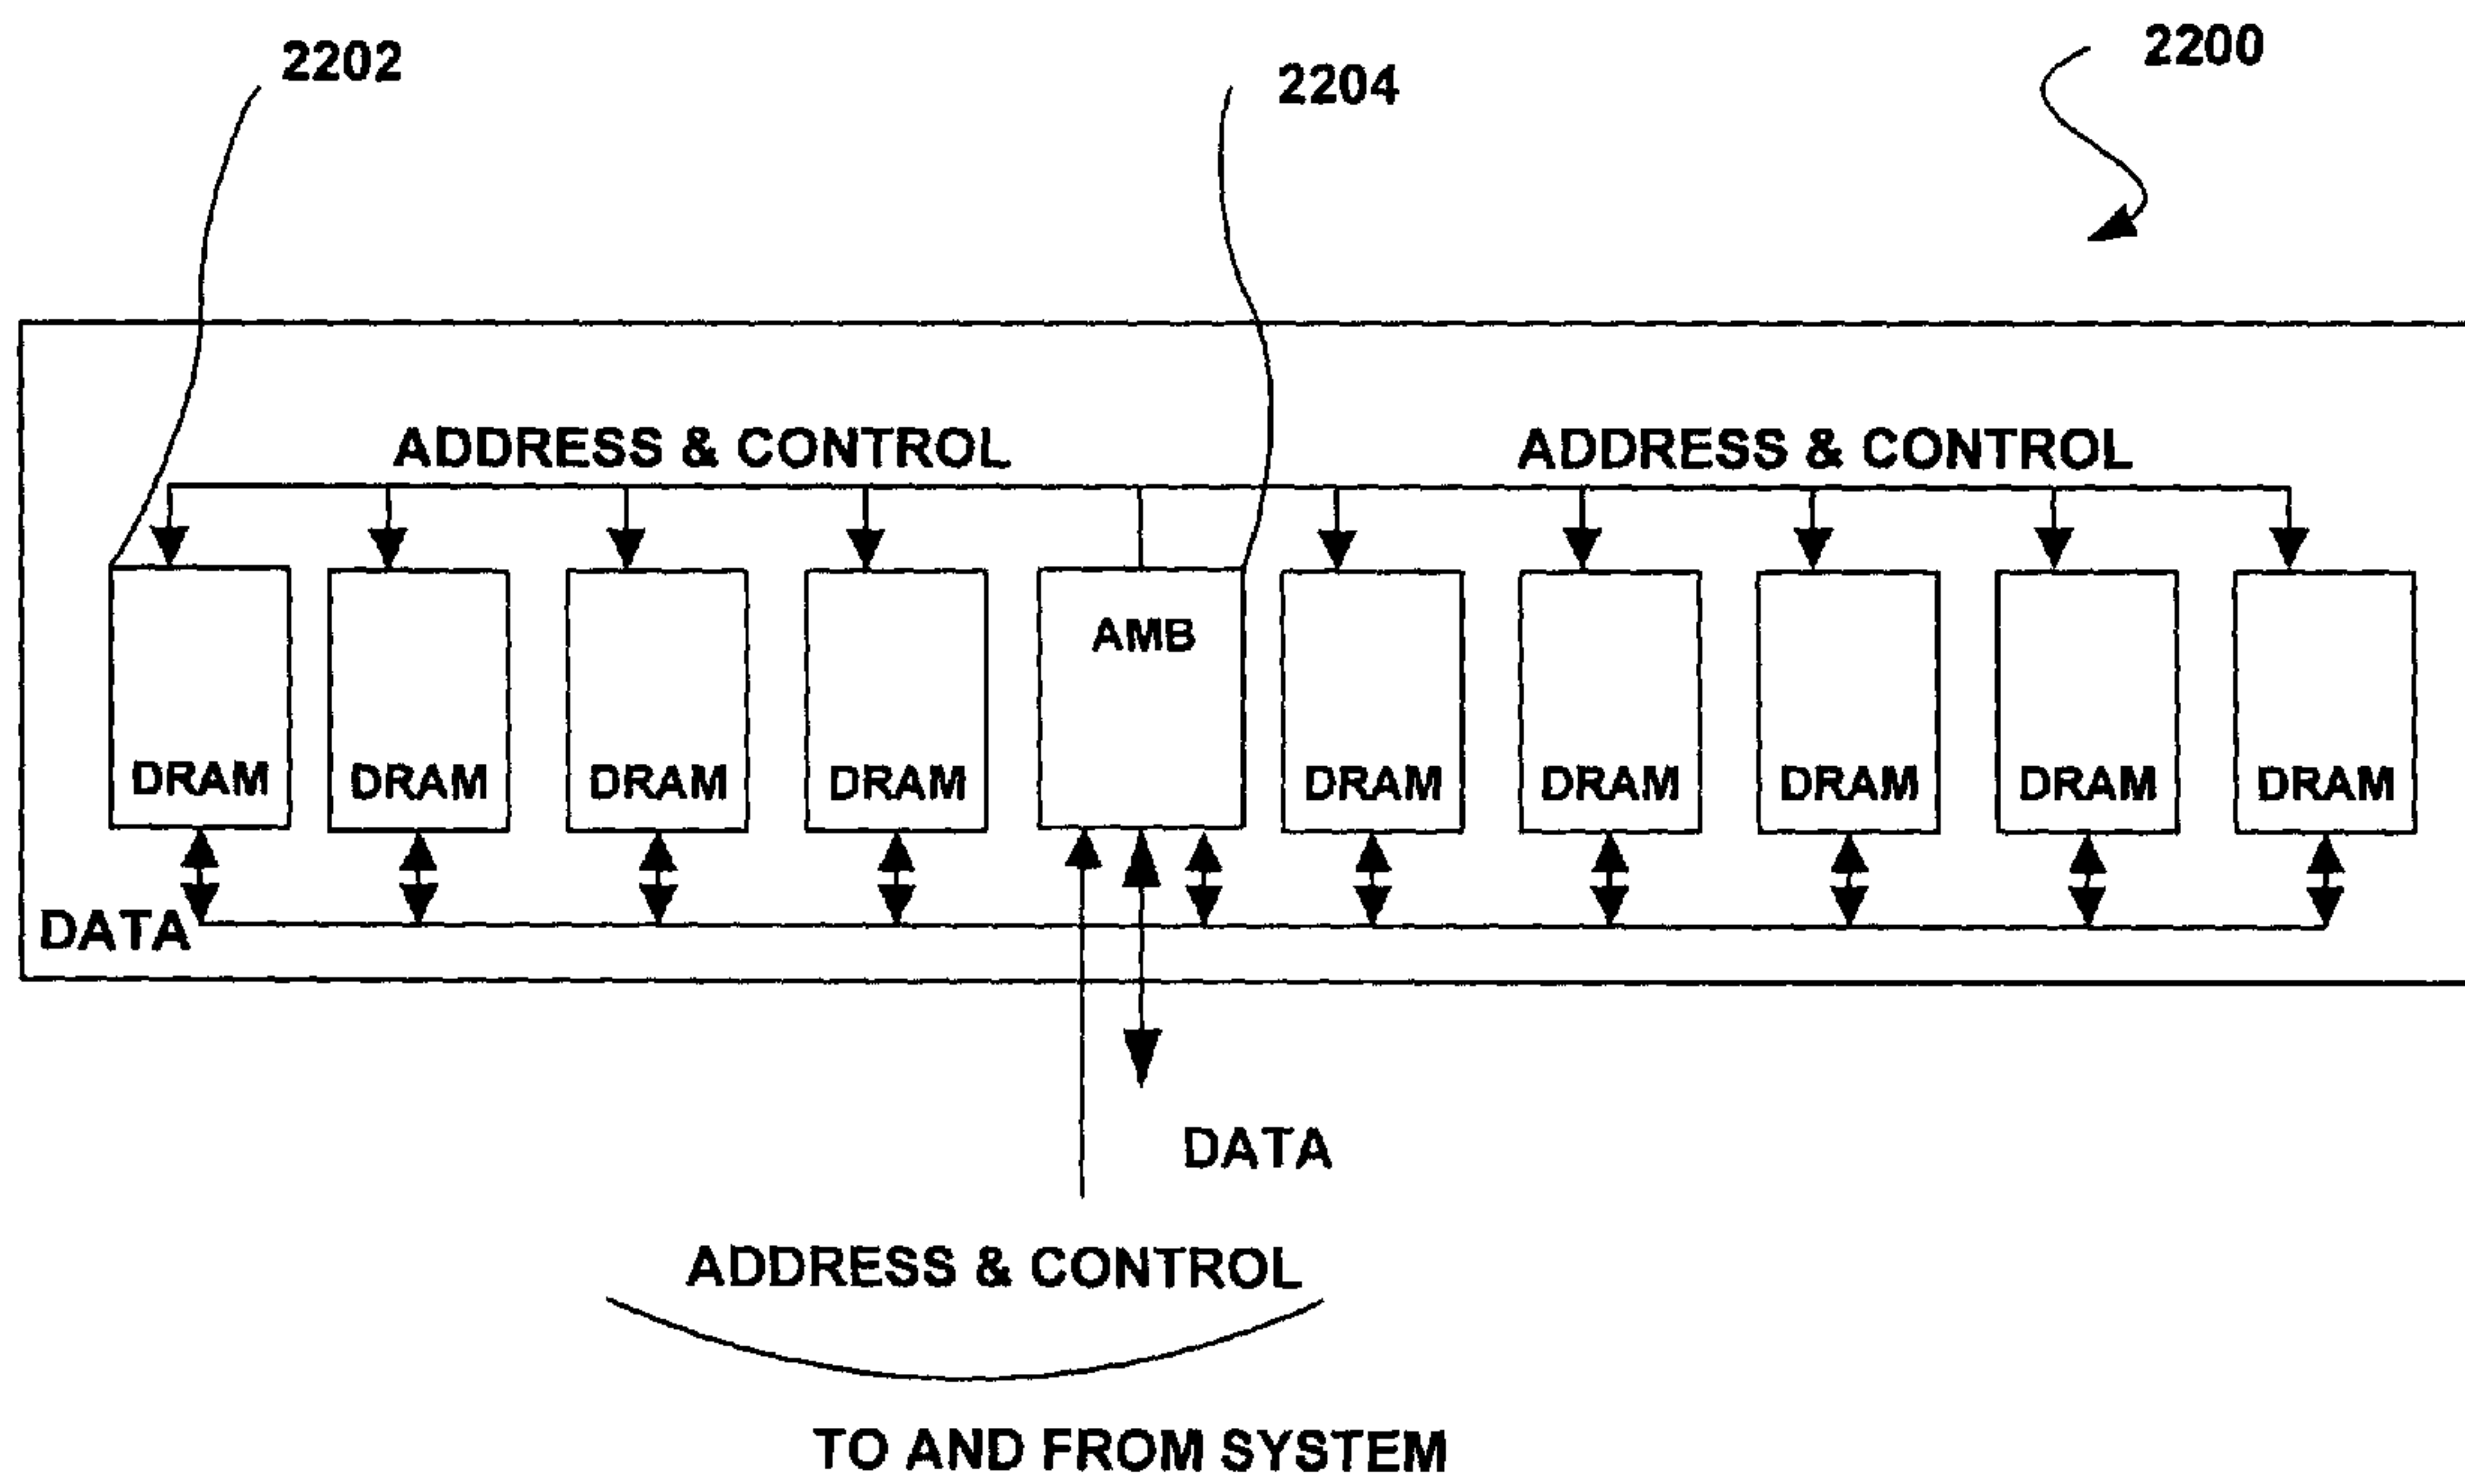 2202
2204
2200
ADDRESS & CONTROL
ADDRESS & CONTROL
AMB
DRAM
DRAM
DRAM
DRAM
DRAM
DRAM
DRAM
DRAM
DRAM
DATA
DATA
ADDRESS & CONTROL
TO AND FROM SYSTEM